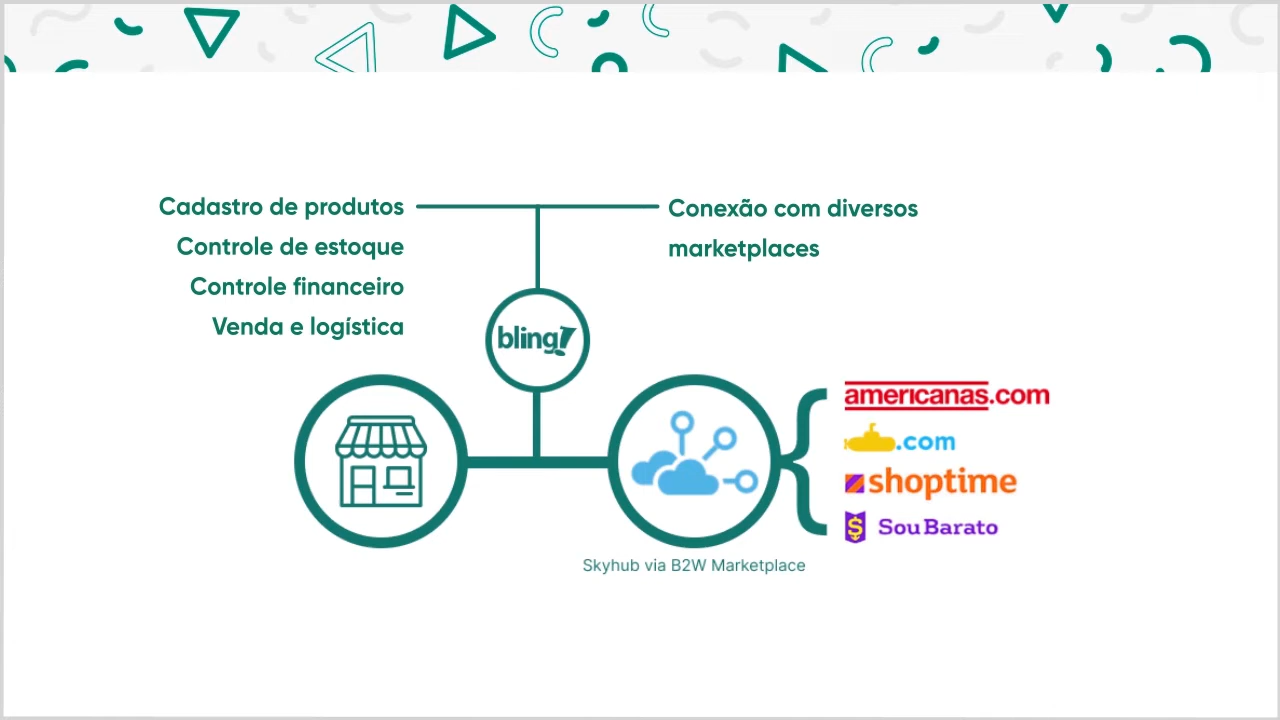 Cadastro de produtos
Controle de estoque
Controle financeiro
Venda e logística
Conexão com diversos
marketplaces
bling!
americanas.com
.com
shoptime
$ SouBarato
Skyhub via B2W Marketplace